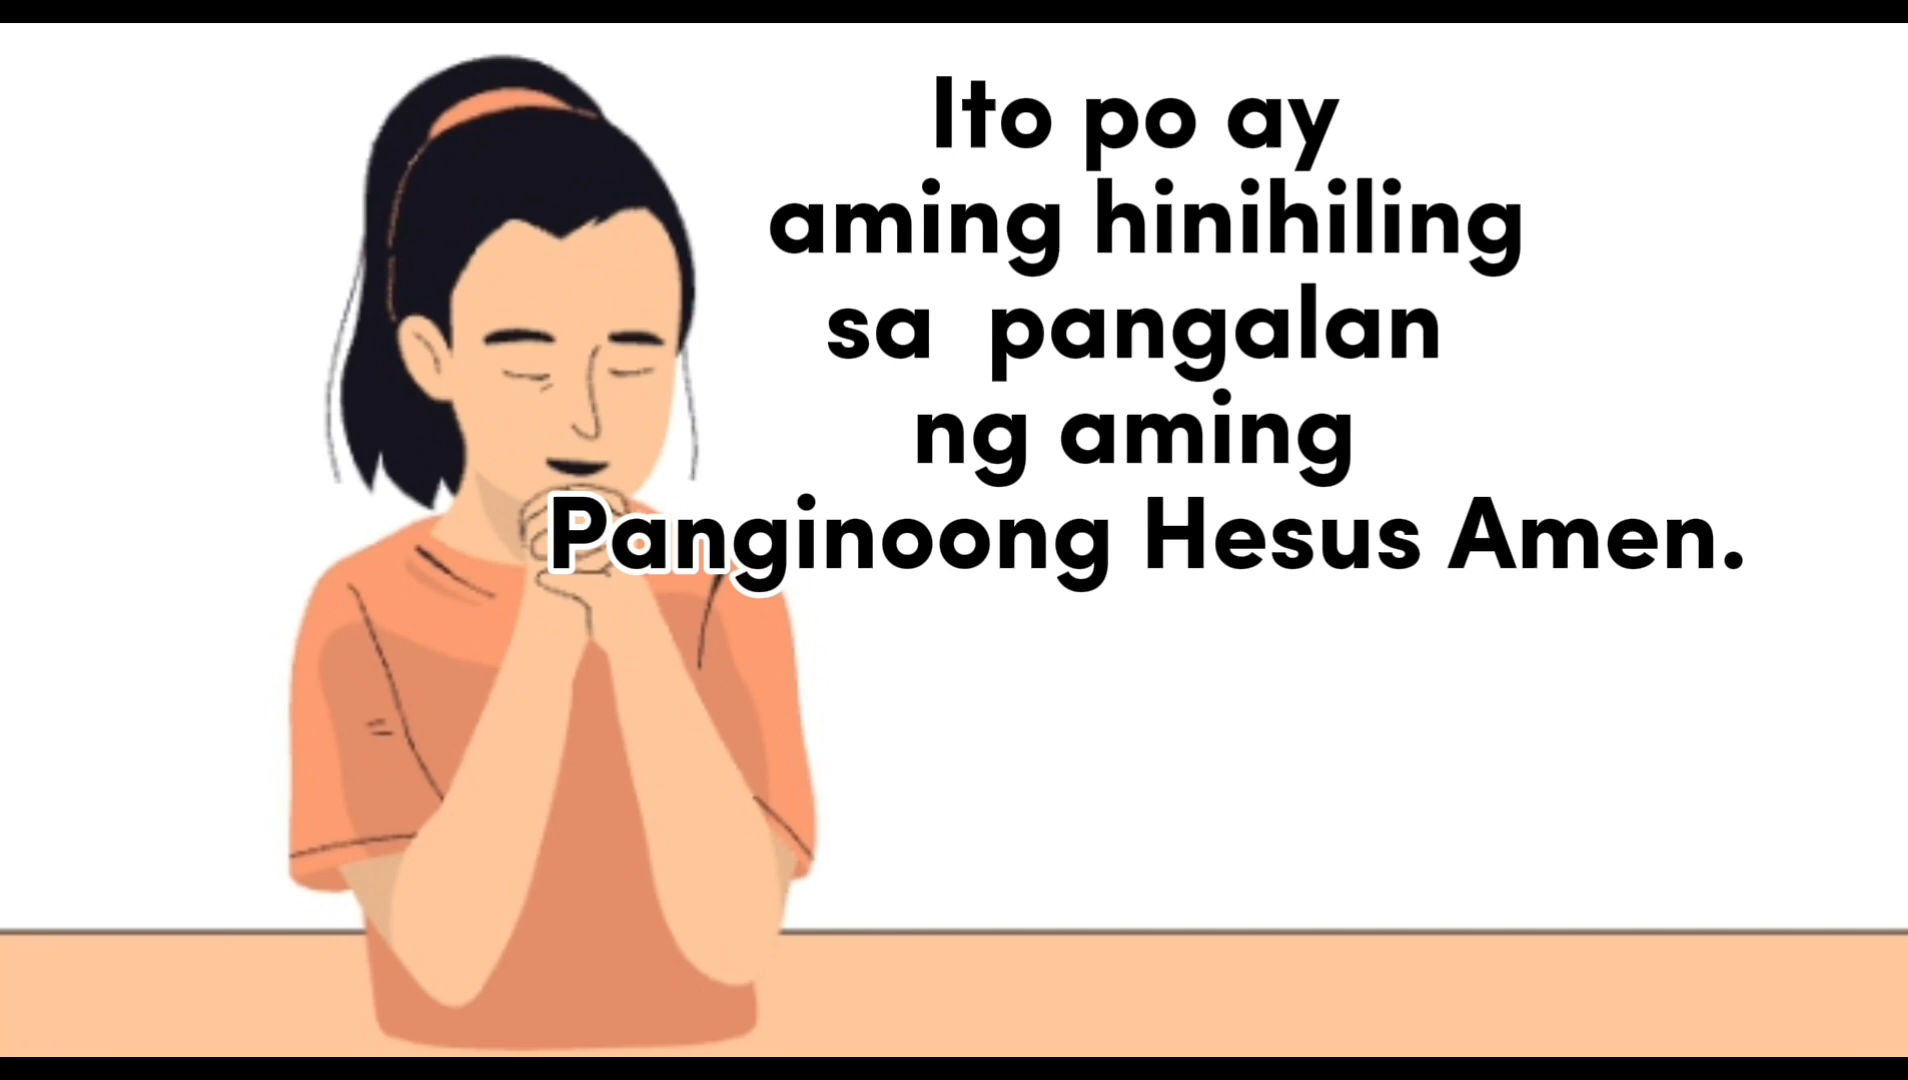 Ito po ay
aming hinihiling
sa pangalan
ng aming
Panginoong Hesus Amen.